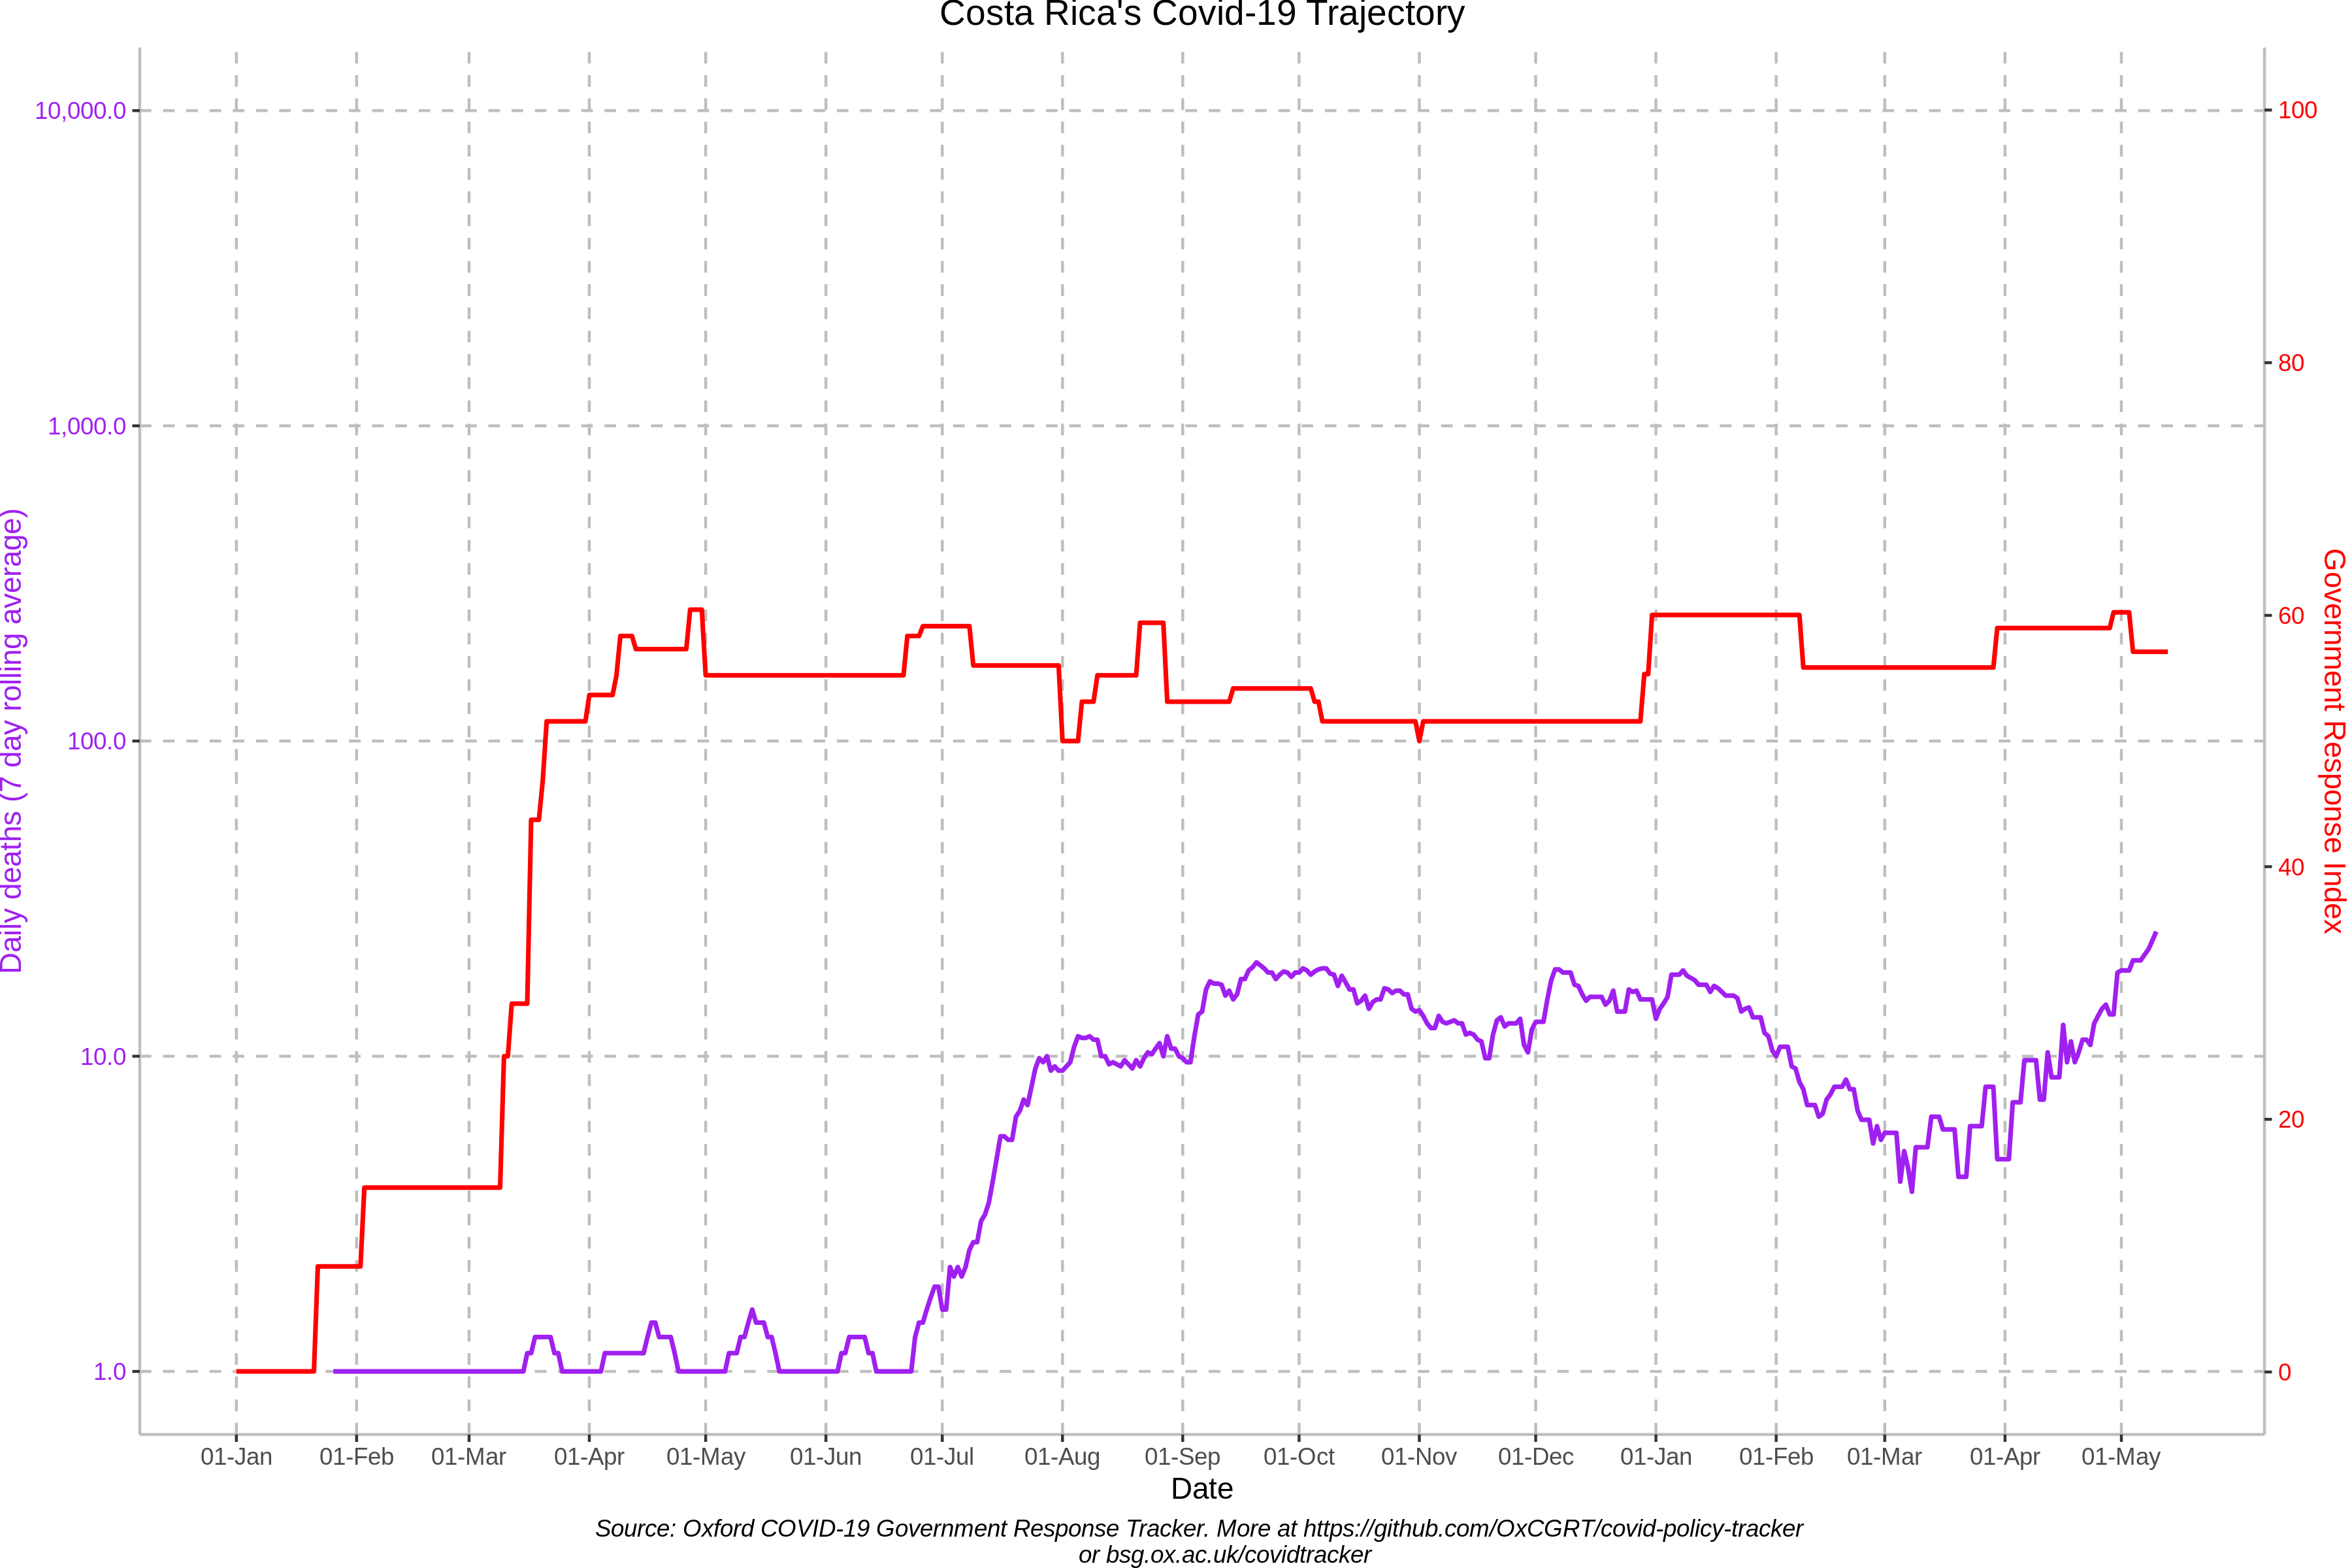 Costa Rica's Covid-19 Trajectory
10,000.0
1,000.0
100.0
10.0
1.0
Daily deaths (7 day rolling average)
100
80
60
40
20
0
Government Response Index
01-Jan 01-Feb 01-Mar 01-Apr 01-May 01-Jun 01-Jul 01-Aug 01-Sep 01-Oct 01-Nov 01-Dec 01-Jan 01-Feb 01-Mar 01-Apr 01-May
Date
Source: Oxford COVID-19 Government Response Tracker. More at https://github.com/OxCGRT/covid-policy-tracker
or bsg.ox.ac.uk/covidtracker